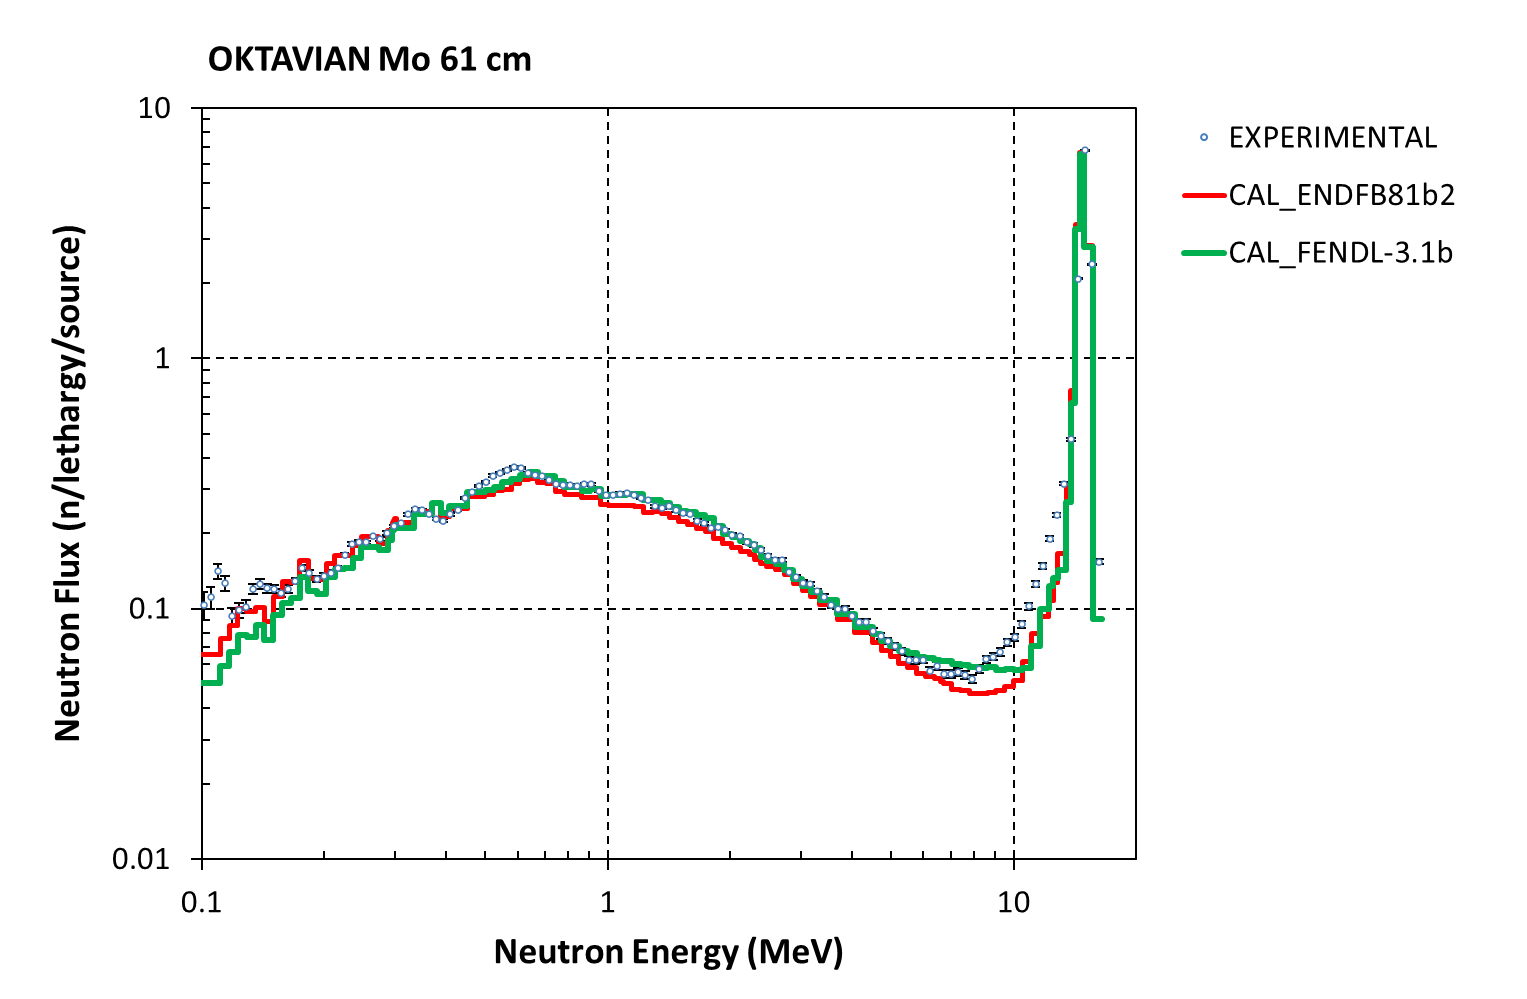 OKTAVIAN Mo 61 cm
10
1
0.1
0.01
0.1
1
10
Neutron Flux (n/lethargy/source)
Neutron Energy (MeV)
EXPERIMENTAL
CAL_ENDFB81b2
CAL_FENDL-3.1b